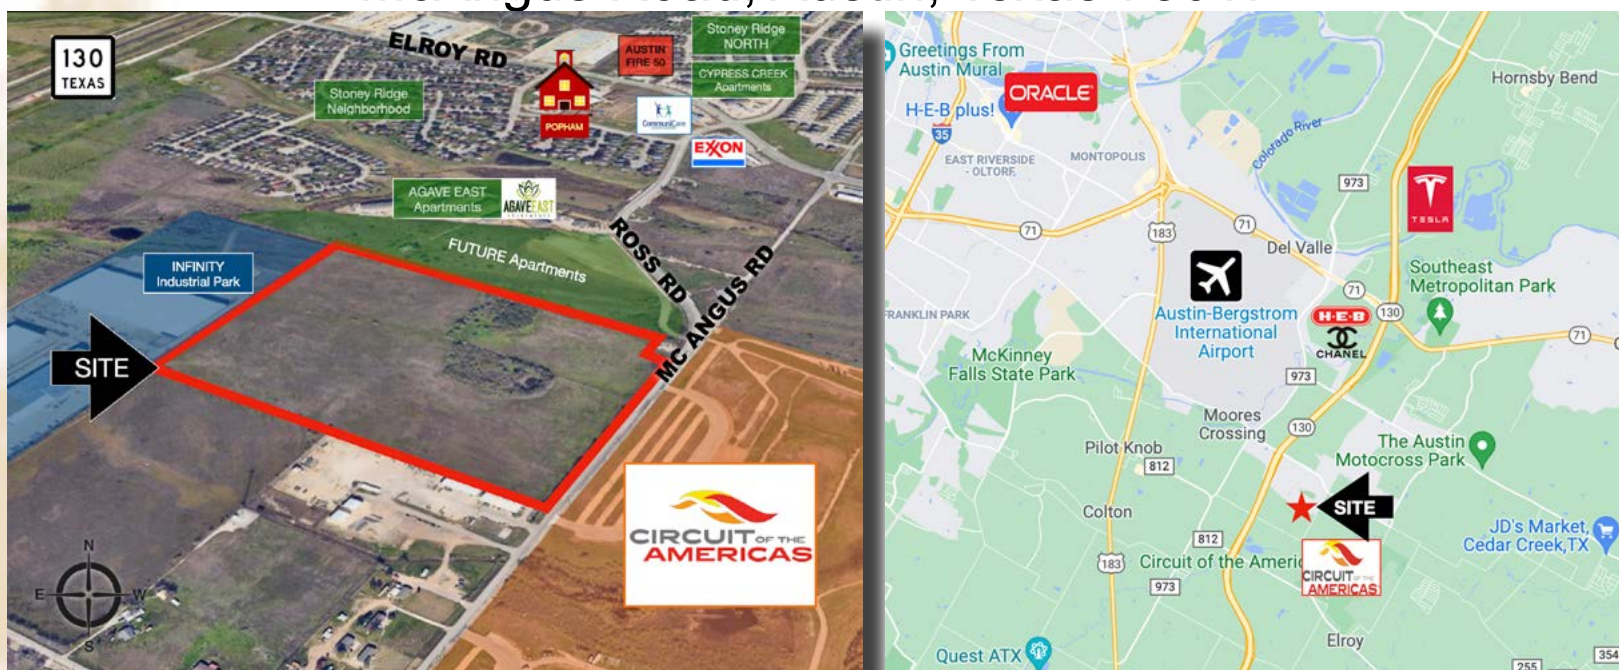 130
TEXAS
ELROY RD
AUSTIN
FIRE 50
Stoney Ridge
NORTH
CYPRESS CREEK
Apartments
Stoney Ridge
Neighborhood
POPHAM
CommuniCare
EXXON
AGAVE EAST
Apartments
AGAVE EAST
FUTURE Apartments
ROSS RD
MC ANGUS RD
INFINITY
Industrial Park
SITE
CIRCUIT OF THE
AMERICAS
N
E
W
S
Greetings From
Austin Mural
ORACLE
H-E-B plus!
35
EAST RIVERSIDE
- OLTORF
MONTOPOLIS
Colorado River
Hornsby Bend
973
TESLA
71
183
71
Del Valle
Southeast
Metropolitan Park
71
130
Austin-Bergstrom
International
Airport
H-E-B
CHANEL
71
FRANKLIN PARK
McKinney
Falls State Park
973
Moores
Crossing
130
Pilot Knob
812
The Austin
Motocross Park
SITE
Colton
812
JD's Market,
Cedar Creek, TX
183
Circuit of the Americ
CIRCUIT OF THE
AMERICAS
973
Elroy
Quest ATX
255
354